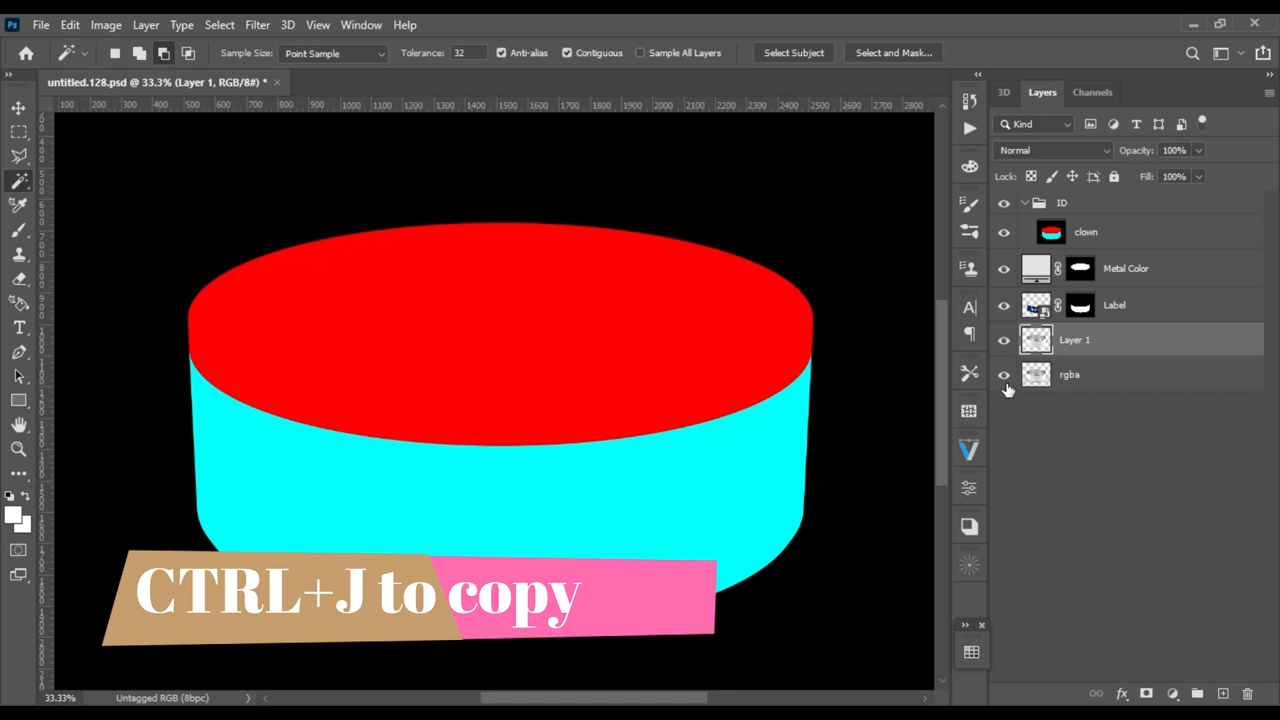 Ps File Edit Image Layer Type Select Filter 3D View Window Help
Sample Size: Point Sample Tolerance: 32 Anti-alias Contiguous Sample All Layers Select Subject Select and Mask...
untitled.128.psd @ 33.3% (Layer 1, RGB/8#) *
3D Layers Channels
100 200 300 400 500 600 700 800 900 1000 1100 1200 1300 1400 1500 1600 1700 1800 1900 2000 2100 2200 2300 2400 2500 2600 2700 2800
Kind
Normal Opacity: 100%
Lock: Fill: 100%
ID
clown
Metal Color
Label
Layer 1
rgba
CTRL+J to copy
33.33% Untagged RGB (8bpc)
fx